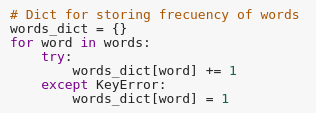 # Dict for storing frecuency of words
words_dict = {}
for word in words:
    try:
        words_dict[word] += 1
    except KeyError:
        words_dict[word] = 1